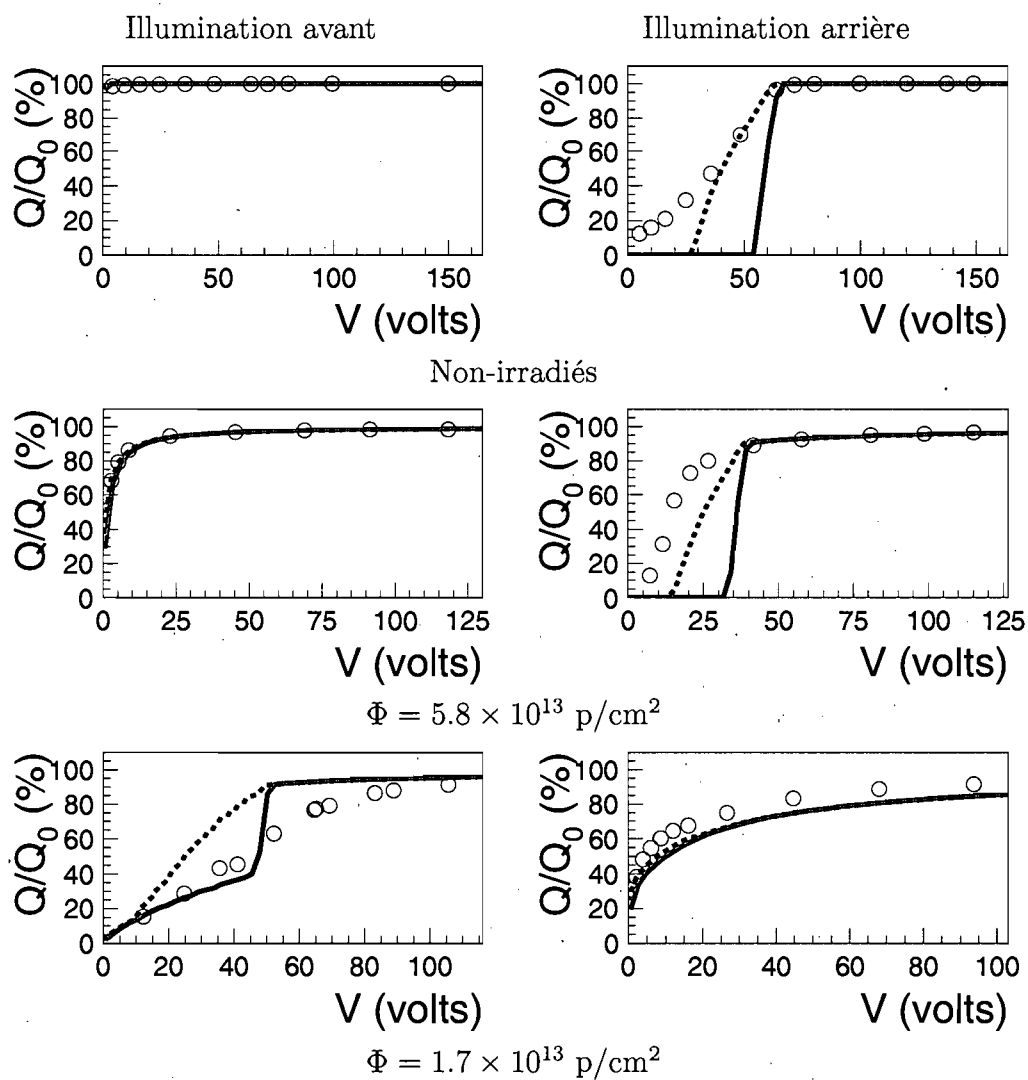 Illumination avant Illumination arrière
Q/Q0 (%) 100 80 60 40 20 0 Q/Q0 (%) 100 80 60 40 20 0
0 50 100 150 0 50 100 150
V (volts) V (volts)
Non-irradiés
Q/Q0 (%) 100 80 60 40 20 0 Q/Q0 (%) 100 80 60 40 20 0
0 25 50 75 100 125 0 25 50 75 100 125
V (volts) V (volts)
Φ = 5.8 × 10^13 p/cm^2
Q/Q0 (%) 100 80 60 40 20 0 Q/Q0 (%) 100 80 60 40 20 0
0 20 40 60 80 100 0 20 40 60 80 100
V (volts) V (volts)
Φ = 1.7 × 10^13 p/cm^2